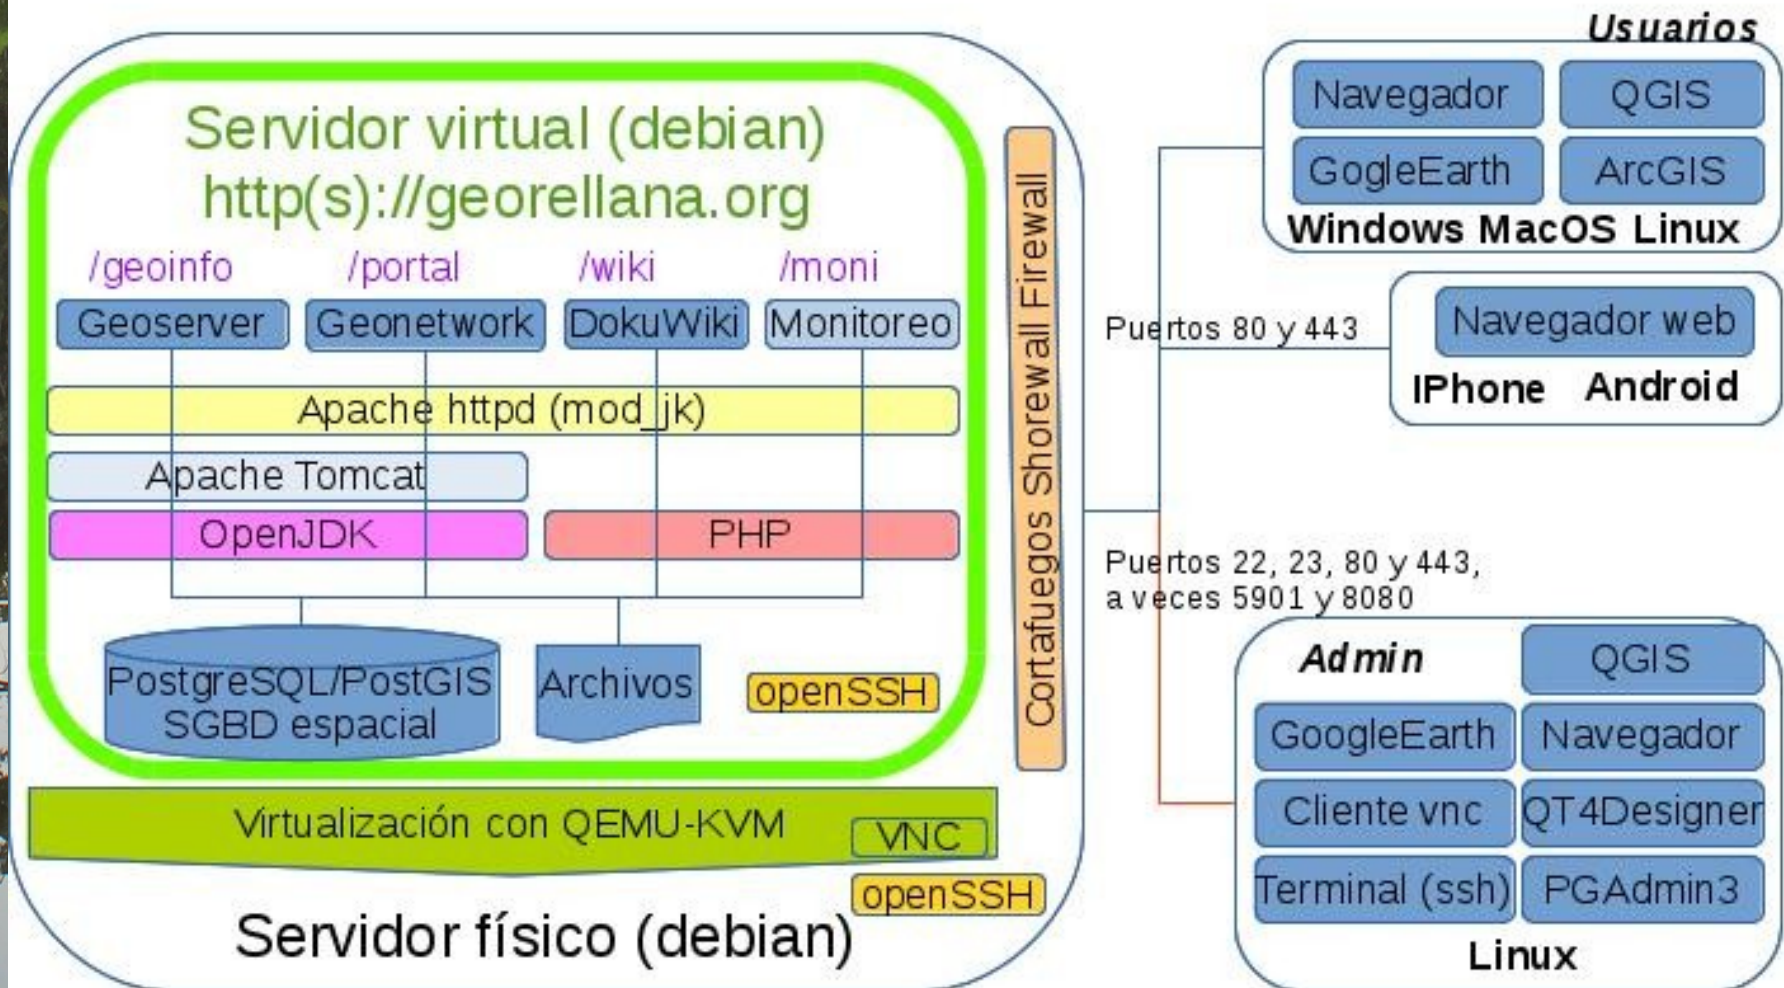 Servidor virtual (debian)
http(s)://georellana.org
/geoinfo
/portal
/wiki
/moni
Geoserver
Geonetwork
DokuWiki
Monitoreo
Apache httpd (mod_jk)
Apache Tomcat
OpenJDK
PHP
PostgreSQL/PostGIS
SGBD espacial
Archivos
openSSH
Virtualización con QEMU-KVM
VNC
openSSH
Servidor físico (debian)
Cortafuegos Shorewall Firewall
Usuarios
Navegador
QGIS
GogleEarth
ArcGIS
Windows MacOS Linux
Puertos 80 y 443
Navegador web
IPhone Android
Puertos 22, 23, 80 y 443,
a veces 5901 y 8080
Admin
QGIS
GoogleEarth
Navegador
Cliente vnc
QT4Designer
Terminal (ssh)
PGAdmin3
Linux